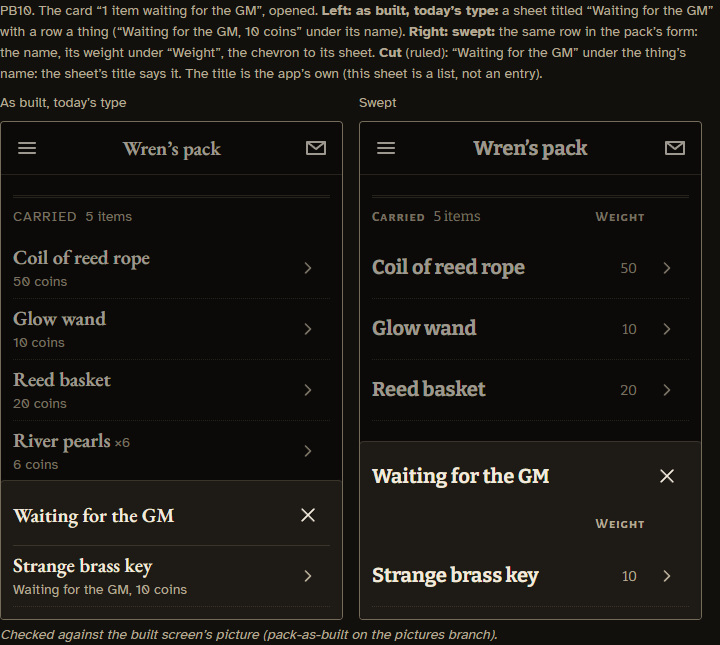 PB10. The card “1 item waiting for the GM”, opened. Left: as built, today’s type: a sheet titled “Waiting for the GM”
with a row a thing (“Waiting for the GM, 10 coins” under its name). Right: swept: the same row in the pack’s form:
the name, its weight under “Weight”, the chevron to its sheet. Cut (ruled): “Waiting for the GM” under the thing’s
name: the sheet’s title says it. The title is the app’s own (this sheet is a list, not an entry).
As built, today’s type
Wren’s pack
CARRIED 5 items
Coil of reed rope
50 coins
Glow wand
10 coins
Reed basket
20 coins
River pearls ×6
6 coins
Waiting for the GM
Strange brass key
Waiting for the GM, 10 coins
Swept
Wren’s pack
Carried 5 items Weight
Coil of reed rope 50
Glow wand 10
Reed basket 20
Waiting for the GM
Weight
Strange brass key 10
Checked against the built screen’s picture (pack-as-built on the pictures branch).